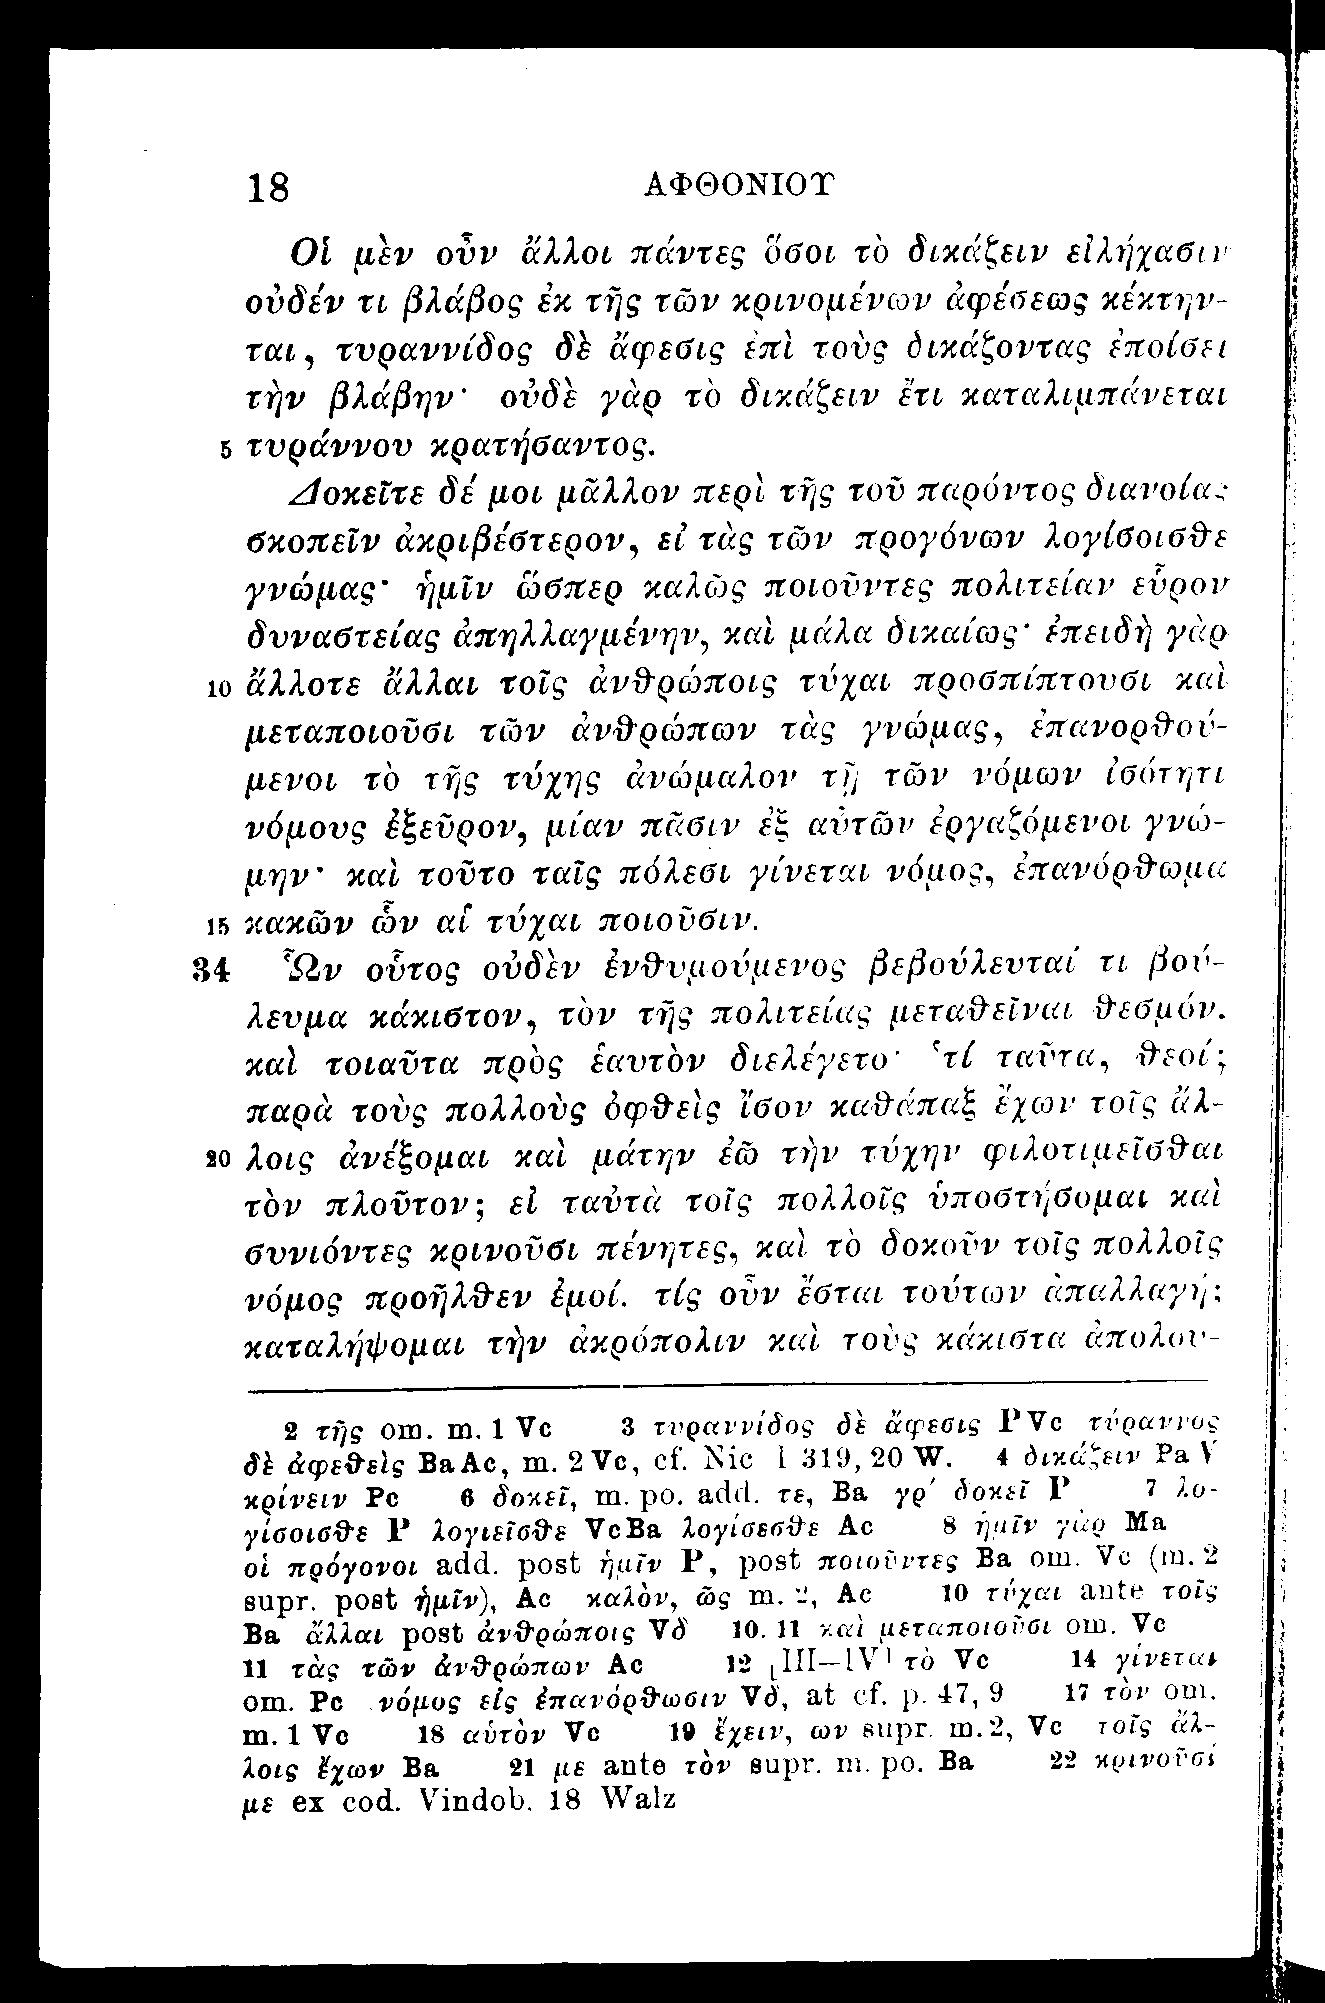 18 ΑΦΘΟΝΙΟΥ
Οἱ μὲν οὖν ἄλλοι πάντες ὅσοι τὸ δικάζειν εἰλήχασιν
οὐδέν τι βλάβος ἐκ τῆς τῶν κρινομένων ἀφέσεως κέκτην-
ται, τυραννίδος δὲ ἄφεσις ἐπὶ τοὺς δικάζοντας ἐποίσει
τὴν βλάβην· οὐδὲ γὰρ τὸ δικάζειν ἔτι καταλιμπάνεται
5 τυράννου κρατήσαντος.
Δοκεῖτε δέ μοι μᾶλλον περὶ τῆς τοῦ παρόντος διανοίας
σκοπεῖν ἀκριβέστερον, εἰ τὰς τῶν προγόνων λογίσοισθε
γνώμας· ἡμῖν ὥσπερ καλῶς ποιοῦντες πολιτείαν εὗρον
δυναστείας ἀπηλλαγμένην, καὶ μάλα δικαίως· ἐπειδὴ γὰρ
10 ἄλλοτε ἄλλαι τοῖς ἀνθρώποις τύχαι προσπίπτουσι καὶ
μεταποιοῦσι τῶν ἀνθρώπων τὰς γνώμας, ἐπανορθού-
μενοι τὸ τῆς τύχης ἀνώμαλον τῇ τῶν νόμων ἰσότητι
νόμους ἐξεῦρον, μίαν πᾶσιν ἐξ αὐτῶν ἐργαζόμενοι γνώ-
μην· καὶ τοῦτο ταῖς πόλεσι γίνεται νόμος, ἐπανόρθωμα
15 κακῶν ὧν αἱ τύχαι ποιοῦσιν.
34 Ὧν οὗτος οὐδὲν ἐνθυμούμενος βεβούλευταί τι βού-
λευμα κάκιστον, τὸν τῆς πολιτείας μεταθεῖναι θεσμόν.
καὶ τοιαῦτα πρὸς ἑαυτὸν διελέγετο· ʽτί ταῦτα, θεοί;
παρὰ τοὺς πολλοὺς ὀφθεὶς ἴσον καθάπαξ ἔχων τοῖς ἄλ-
20 λοις ἀνέξομαι καὶ μάτην ἐῶ τὴν τύχην φιλοτιμεῖσθαι
τὸν πλοῦτον; εἰ ταὐτὰ τοῖς πολλοῖς ὑποστήσομαι καὶ
συνιόντες κρινοῦσι πένητες, καὶ τὸ δοκοῦν τοῖς πολλοῖς
νόμος προῆλθεν ἐμοί. τίς οὖν ἔσται τούτων ἀπαλλαγή;
καταλήψομαι τὴν ἀκρόπολιν καὶ τοὺς κάκιστα ἀπολου-
2 τῆς om. m. 1 Vc 3 τυραννίδος δὲ ἄφεσις PVc τύραννος
δὲ ἀφεθεὶς BaAc, m. 2 Vc, cf. Nic I 319, 20 W. 4 δικάζειν Pa V
κρίνειν Pc 6 δοκεῖ, m. po. add. τε, Ba γρʹ δοκεῖ P 7 λο-
γίσοισθε P λογιεῖσθε VcBa λογίσεσθε Ac 8 ἡμῖν γὰρ Ma
οἱ πρόγονοι add. post ἡμῖν P, post ποιοῦντες Ba om. Vc (m. 2
supr. post ἡμῖν), Ac καλὸν, ὣς m. 2, Ac 10 τύχαι ante τοῖς
Ba ἄλλαι post ἀνθρώποις Vδ 10. 11 καὶ μεταποιοῦσι om. Vc
11 τὰς τῶν ἀνθρώπων Ac 12 [III—IV] τὸ Vc 14 γίνεται
om. Pc νόμος εἰς ἐπανόρθωσιν Vδ, at cf. p. 47, 9 17 τὸν om.
m. 1 Vc 18 αὑτὸν Vc 19 ἔχειν, ων supr. m. 2, Vc τοῖς ἄλ-
λοις ἔχων Ba 21 με ante τὸν supr. m. po. Ba 22 κρινοῦσί
με ex cod. Vindob. 18 Walz